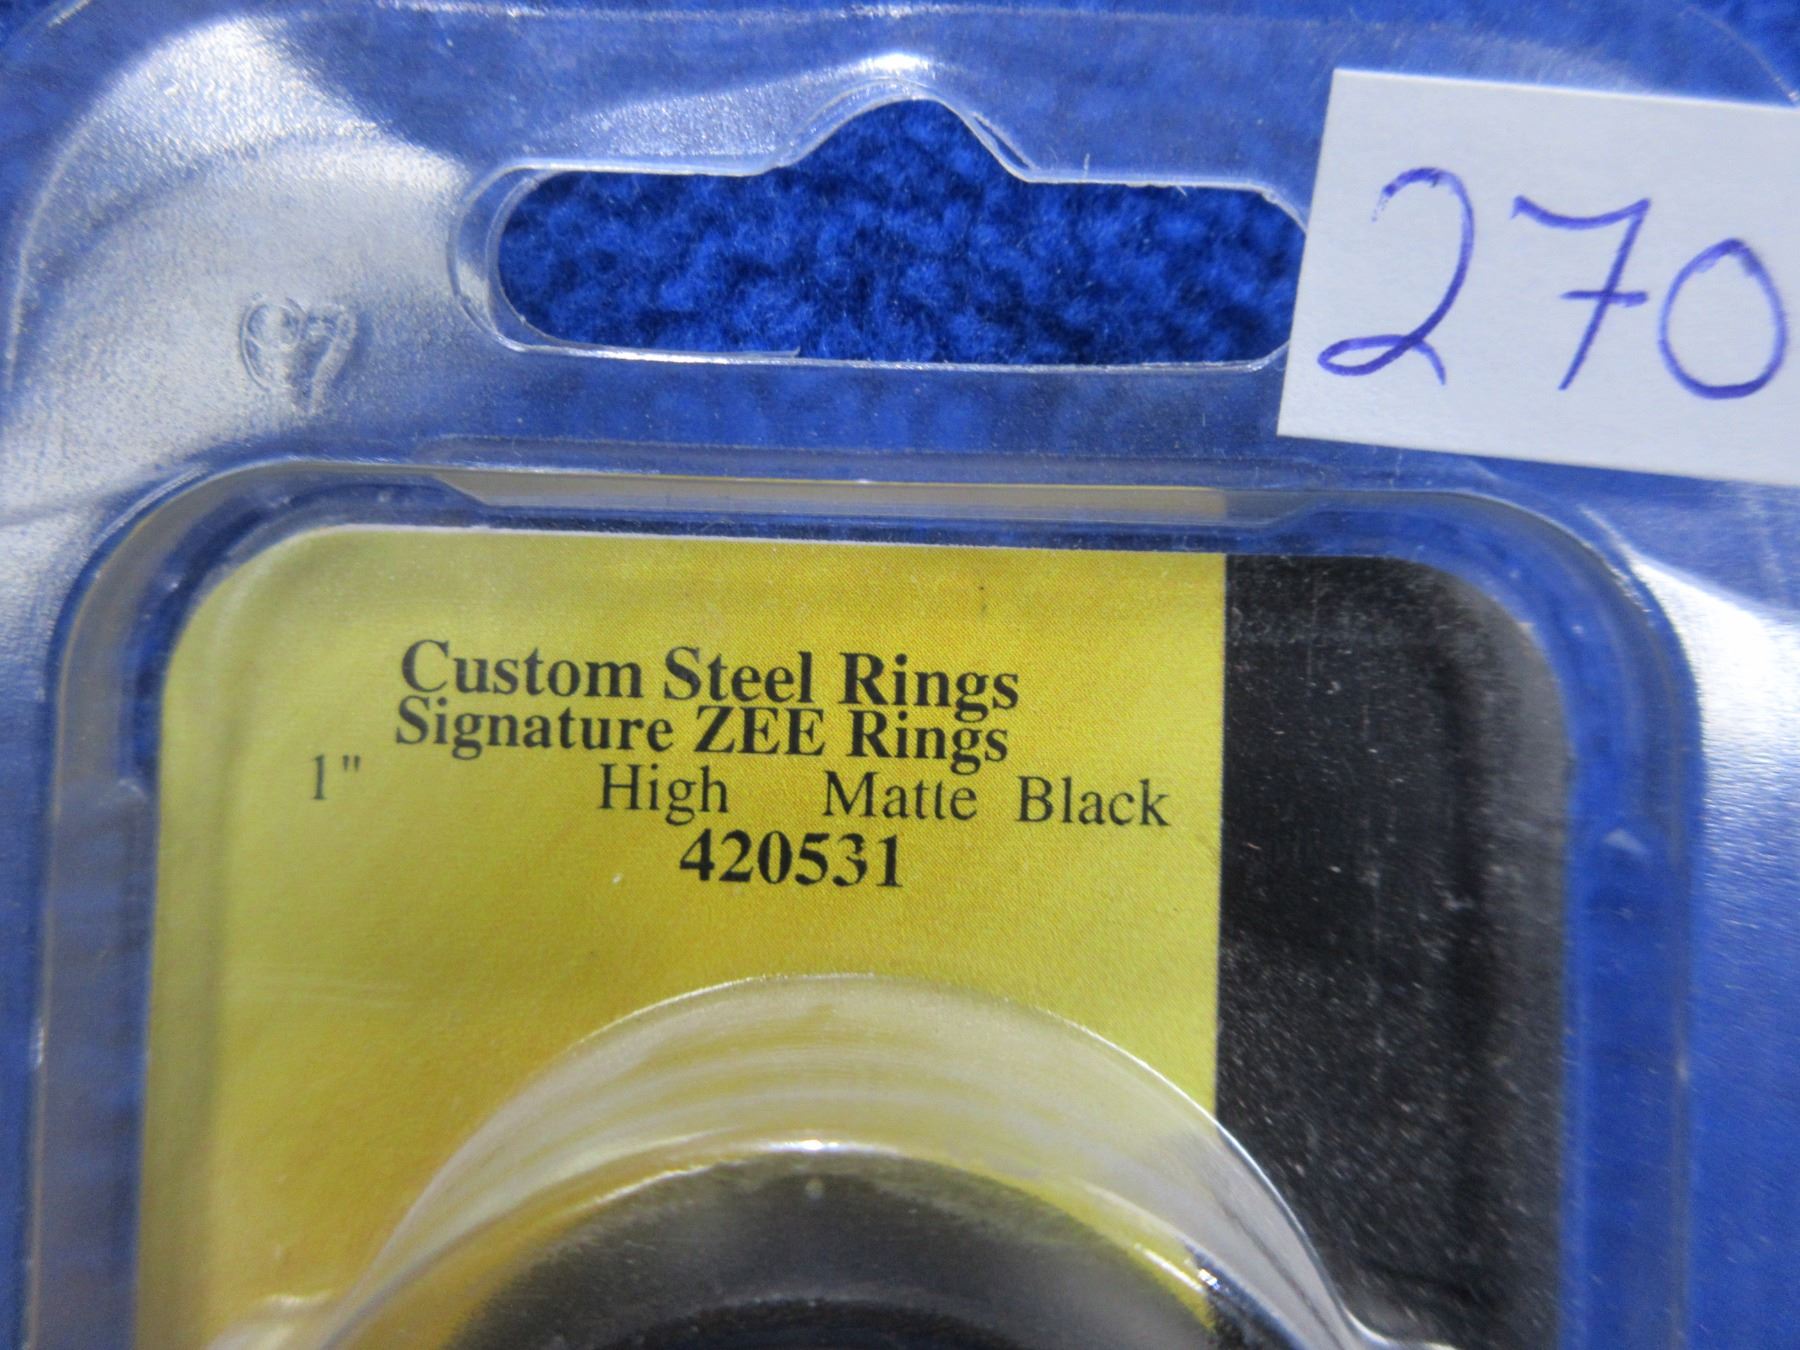 270
Custom Steel Rings
Signature ZEE Rings
1" High Matte Black
420531